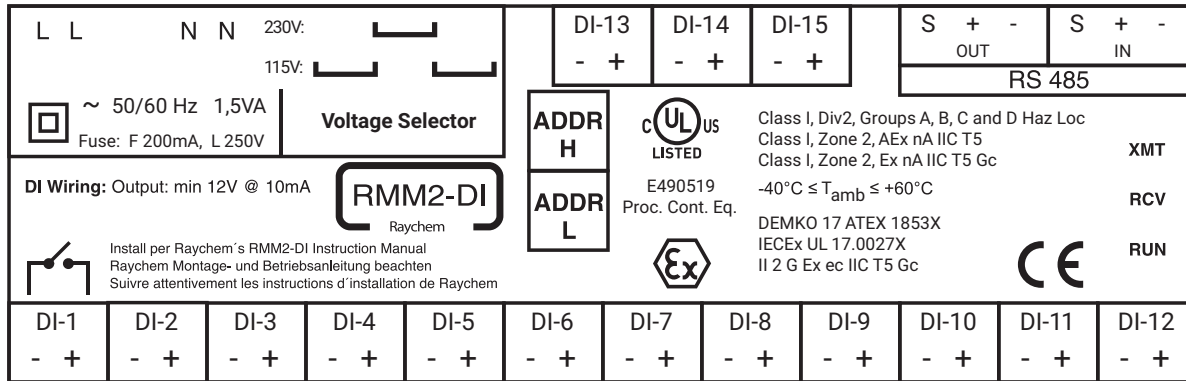 L L N N 230V:
115V:
~ 50/60 Hz 1,5VA
Fuse: F 200mA, L 250V
Voltage Selector
DI Wiring: Output: min 12V @ 10mA
RMM2-DI
Raychem
Install per Raychem´s RMM2-DI Instruction Manual
Raychem Montage- und Betriebsanleitung beachten
Suivre attentivement les instructions d´installation de Raychem
DI-13 DI-14 DI-15
- + - + - +
S + - S + -
OUT IN
RS 485
ADDR
H
ADDR
L
C UL US
LISTED
E490519
Proc. Cont. Eq.
Ex
Class I, Div2, Groups A, B, C and D Haz Loc
Class I, Zone 2, AEx nA IIC T5
Class I, Zone 2, Ex nA IIC T5 Gc
-40°C ≤ Tamb ≤ +60°C
DEMKO 17 ATEX 1853X
IECEx UL 17.0027X
II 2 G Ex ec IIC T5 Gc
CE
XMT
RCV
RUN
DI-1 DI-2 DI-3 DI-4 DI-5 DI-6 DI-7 DI-8 DI-9 DI-10 DI-11 DI-12
- + - + - + - + - + - + - + - + - + - + - + - +